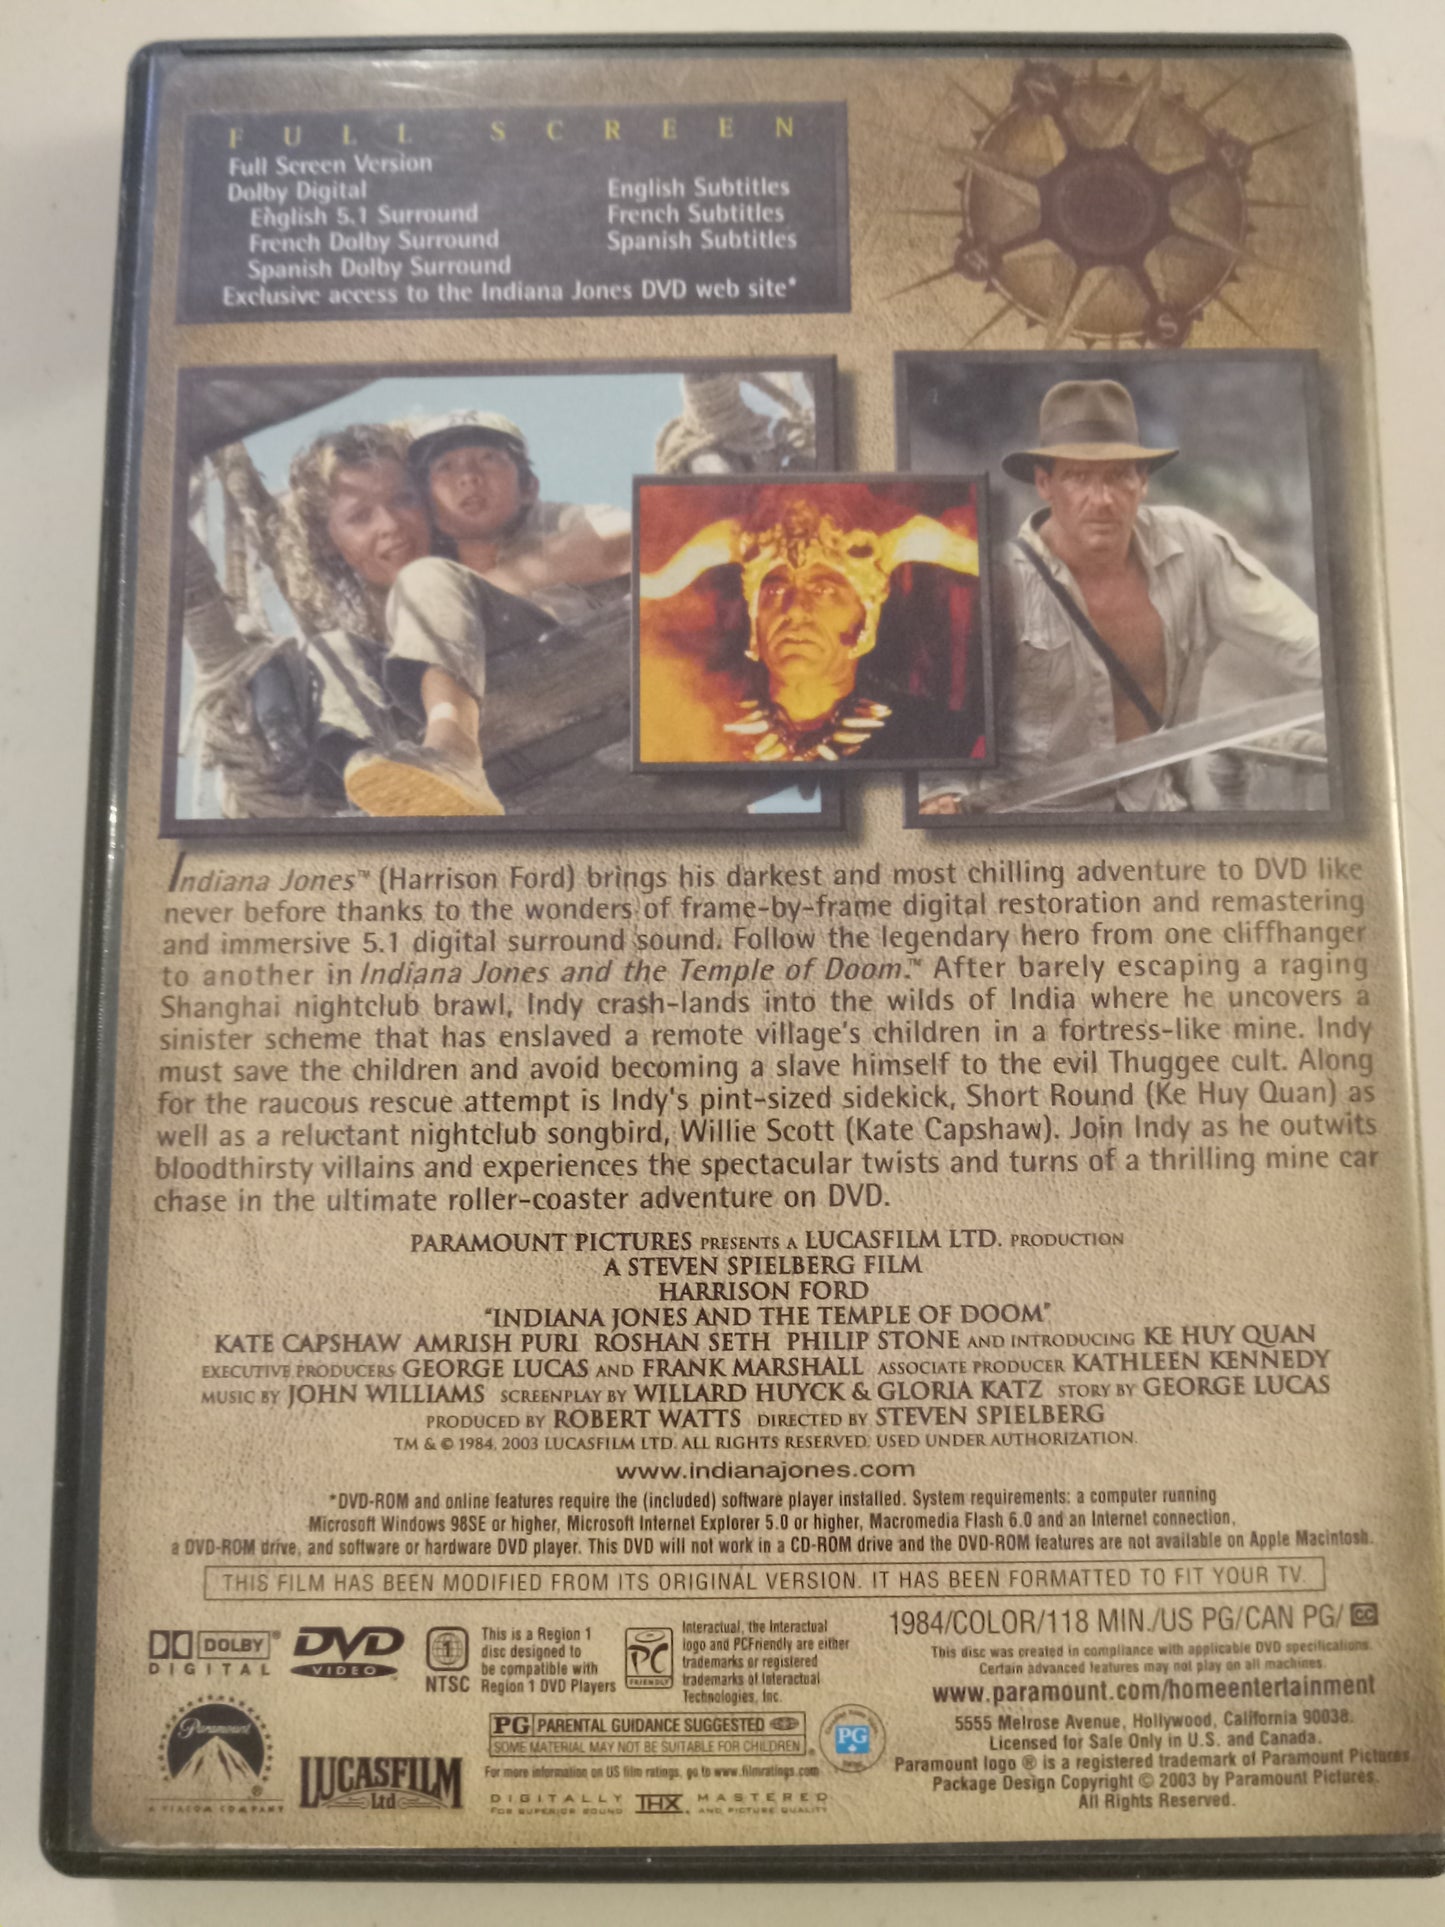 FULL SCREEN
Full Screen Version
Dolby Digital
English 5.1 Surround
French Dolby Surround
Spanish Dolby Surround
English Subtitles
French Subtitles
Spanish Subtitles
Exclusive access to the Indiana Jones DVD web site*
N
S
Indiana Jones™ (Harrison Ford) brings his darkest and most chilling adventure to DVD like
never before thanks to the wonders of frame-by-frame digital restoration and remastering
and immersive 5.1 digital surround sound. Follow the legendary hero from one cliffhanger
to another in Indiana Jones and the Temple of Doom.™ After barely escaping a raging
Shanghai nightclub brawl, Indy crash-lands into the wilds of India where he uncovers a
sinister scheme that has enslaved a remote village's children in a fortress-like mine. Indy
must save the children and avoid becoming a slave himself to the evil Thuggee cult. Along
for the raucous rescue attempt is Indy's pint-sized sidekick, Short Round (Ke Huy Quan) as
well as a reluctant nightclub songbird, Willie Scott (Kate Capshaw). Join Indy as he outwits
bloodthirsty villains and experiences the spectacular twists and turns of a thrilling mine car
chase in the ultimate roller-coaster adventure on DVD.
PARAMOUNT PICTURES PRESENTS A LUCASFILM LTD. PRODUCTION
A STEVEN SPIELBERG FILM
HARRISON FORD
"INDIANA JONES AND THE TEMPLE OF DOOM"
KATE CAPSHAW AMRISH PURI ROSHAN SETH PHILIP STONE AND INTRODUCING KE HUY QUAN
EXECUTIVE PRODUCERS GEORGE LUCAS AND FRANK MARSHALL ASSOCIATE PRODUCER KATHLEEN KENNEDY
MUSIC BY JOHN WILLIAMS SCREENPLAY BY WILLARD HUYCK & GLORIA KATZ STORY BY GEORGE LUCAS
PRODUCED BY ROBERT WATTS DIRECTED BY STEVEN SPIELBERG
TM & © 1984, 2003 LUCASFILM LTD. ALL RIGHTS RESERVED. USED UNDER AUTHORIZATION.
www.indianajones.com
*DVD-ROM and online features require the (included) software player installed. System requirements: a computer running
Microsoft Windows 98SE or higher, Microsoft Internet Explorer 5.0 or higher, Macromedia Flash 6.0 and an Internet connection,
a DVD-ROM drive, and software or hardware DVD player. This DVD will not work in a CD-ROM drive and the DVD-ROM features are not available on Apple Macintosh.
THIS FILM HAS BEEN MODIFIED FROM ITS ORIGINAL VERSION. IT HAS BEEN FORMATTED TO FIT YOUR TV.
DOLBY®
DIGITAL
DVD
VIDEO
1
NTSC
This is a Region 1
disc designed to
be compatible with
Region 1 DVD Players
PC
FRIENDLY
Interactual, the Interactual
logo and PCFriendly are either
trademarks or registered
trademarks of Interactual
Technologies, Inc.
1984/COLOR/118 MIN./US PG/CAN PG/ CC
This disc was created in compliance with applicable DVD specifications.
Certain advanced features may not play on all machines.
www.paramount.com/homeentertainment
5555 Melrose Avenue, Hollywood, California 90038.
Licensed for Sale Only in U.S. and Canada.
Paramount logo ® is a registered trademark of Paramount Pictures.
Package Design Copyright © 2003 by Paramount Pictures.
All Rights Reserved.
Paramount ®
A VIACOM COMPANY
LUCASFILM
Ltd
PG PARENTAL GUIDANCE SUGGESTED
SOME MATERIAL MAY NOT BE SUITABLE FOR CHILDREN
For more information on US film ratings, go to www.filmratings.com
PG
DIGITALLY THX MASTERED
FOR SUPERIOR SOUND AND PICTURE QUALITY